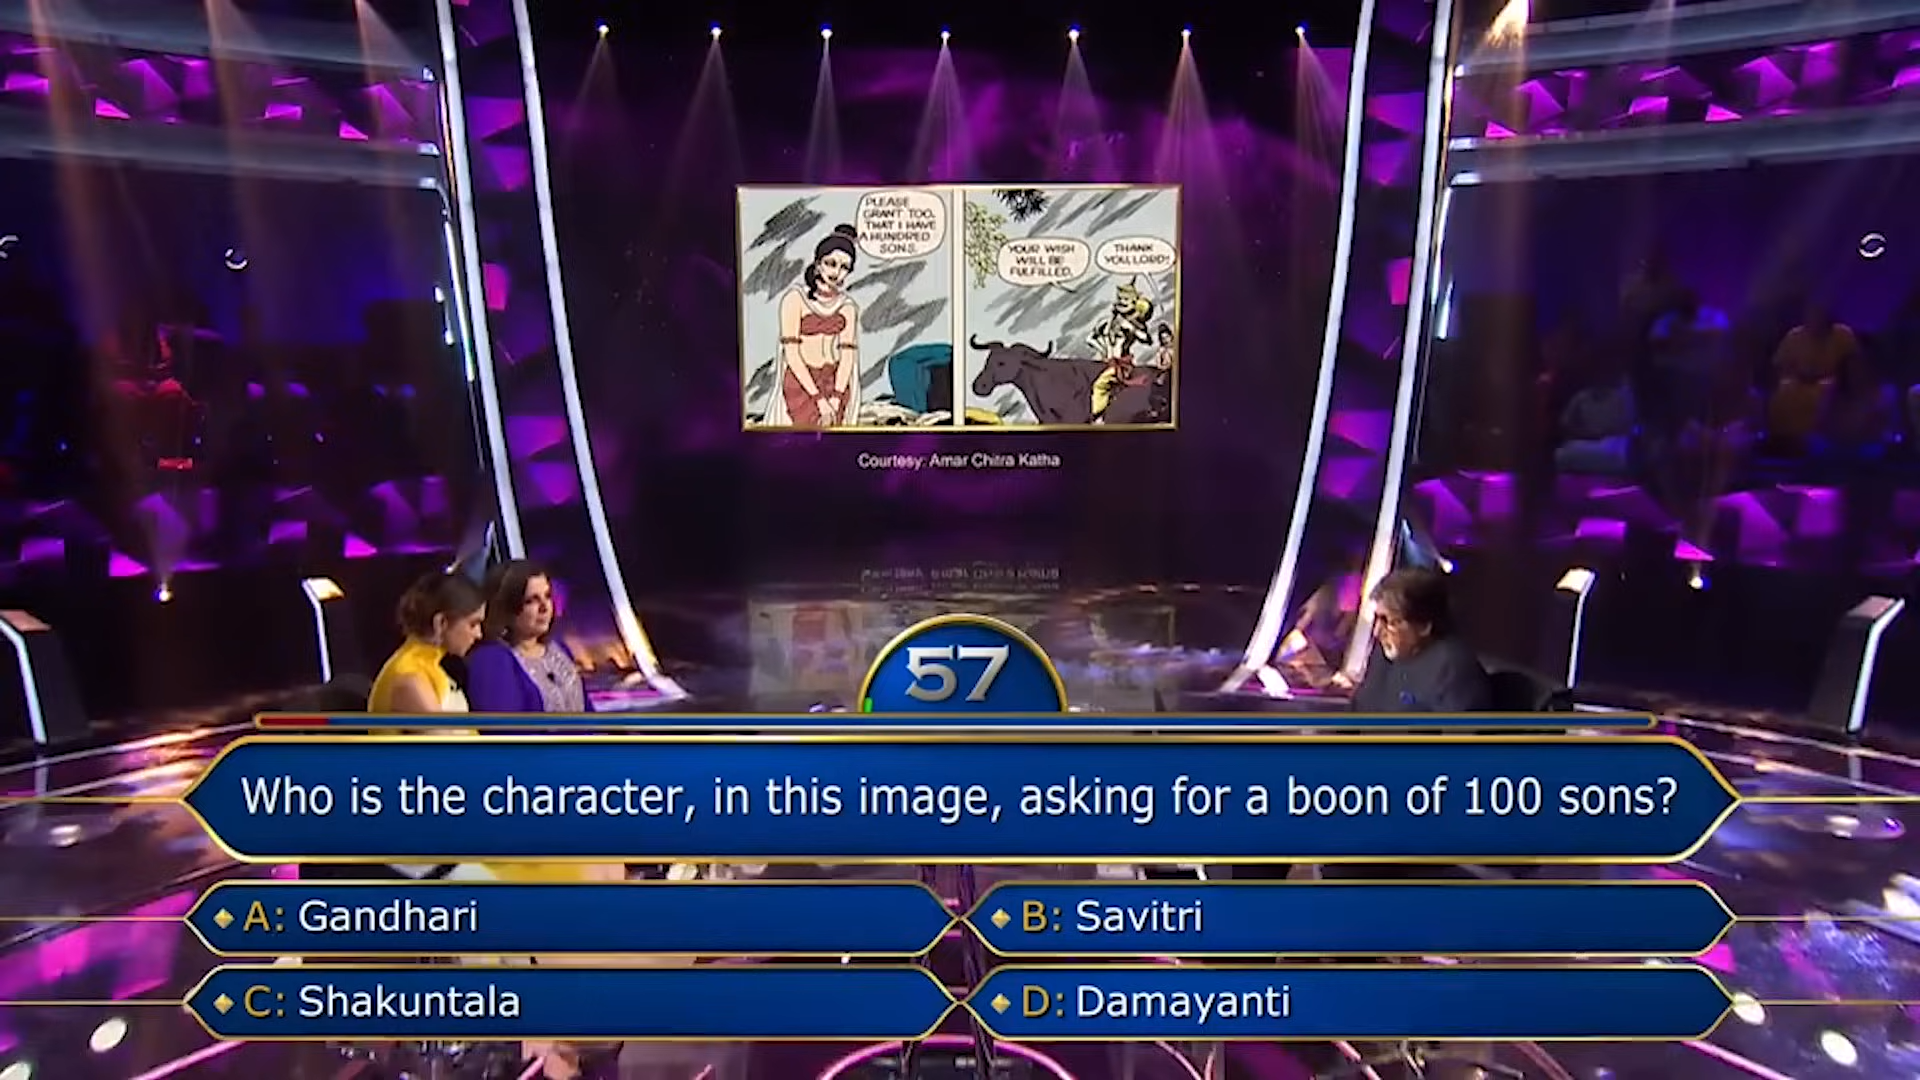 PLEASE
GRANT TOO,
THAT I HAVE
A HUNDRED
SONS.
YOUR WISH
WILL BE
FULFILLED.
THANK
YOU, LORD!
Courtesy: Amar Chitra Katha
57
Who is the character, in this image, asking for a boon of 100 sons?
A: Gandhari
B: Savitri
C: Shakuntala
D: Damayanti